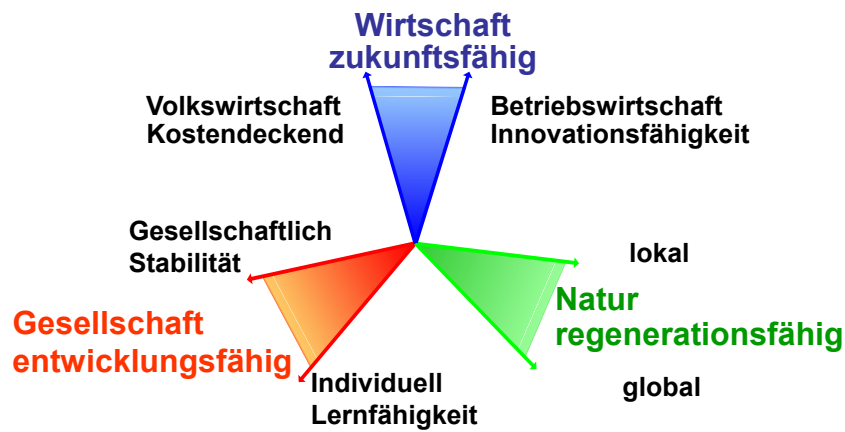 Wirtschaft
zukunftsfähig
Volkswirtschaft
Kostendeckend
Betriebswirtschaft
Innovationsfähigkeit
Gesellschaftlich
Stabilität
lokal
Natur
regenerationsfähig
Gesellschaft
entwicklungsfähig
Individuell
Lernfähigkeit
global